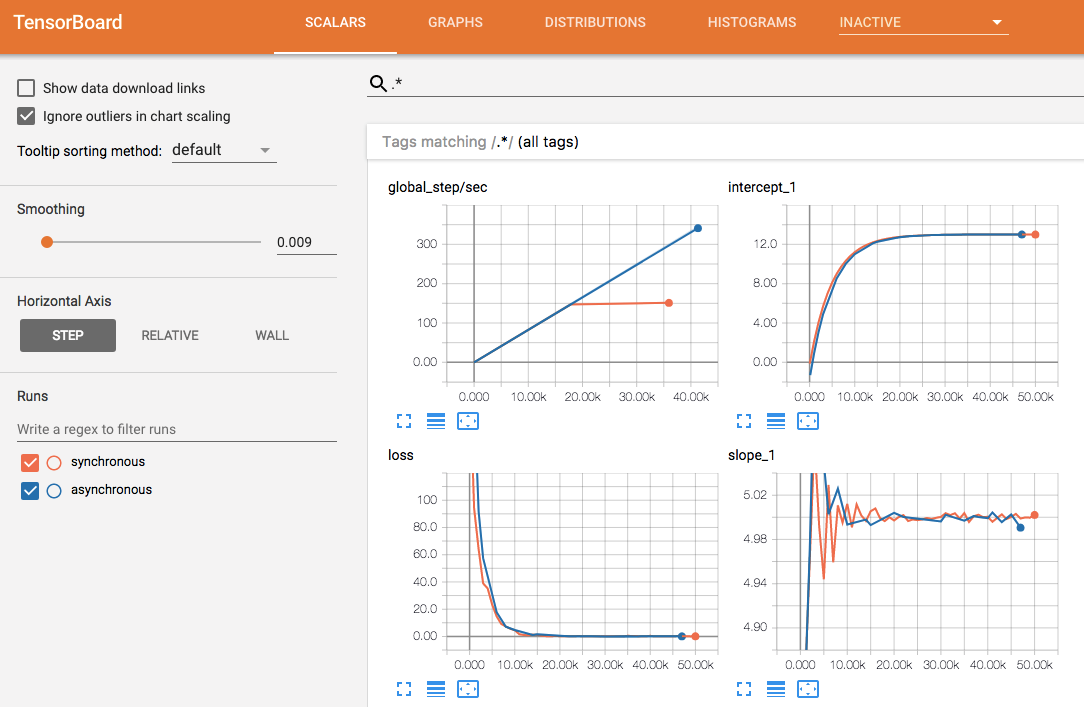 TensorBoard
SCALARS GRAPHS DISTRIBUTIONS HISTOGRAMS INACTIVE
Show data download links
Ignore outliers in chart scaling
Tooltip sorting method: default
Smoothing
0.009
Horizontal Axis
STEP RELATIVE WALL
Runs
Write a regex to filter runs
synchronous
asynchronous
.*
Tags matching /.*/ (all tags)
global_step/sec
300
200
100
0.00
0.000 10.00k 20.00k 30.00k 40.00k
intercept_1
12.0
8.00
4.00
0.00
0.000 10.00k 20.00k 30.00k 40.00k 50.00k
loss
100
80.0
60.0
40.0
20.0
0.00
0.000 10.00k 20.00k 30.00k 40.00k 50.00k
slope_1
5.02
4.98
4.94
4.90
0.000 10.00k 20.00k 30.00k 40.00k 50.00k